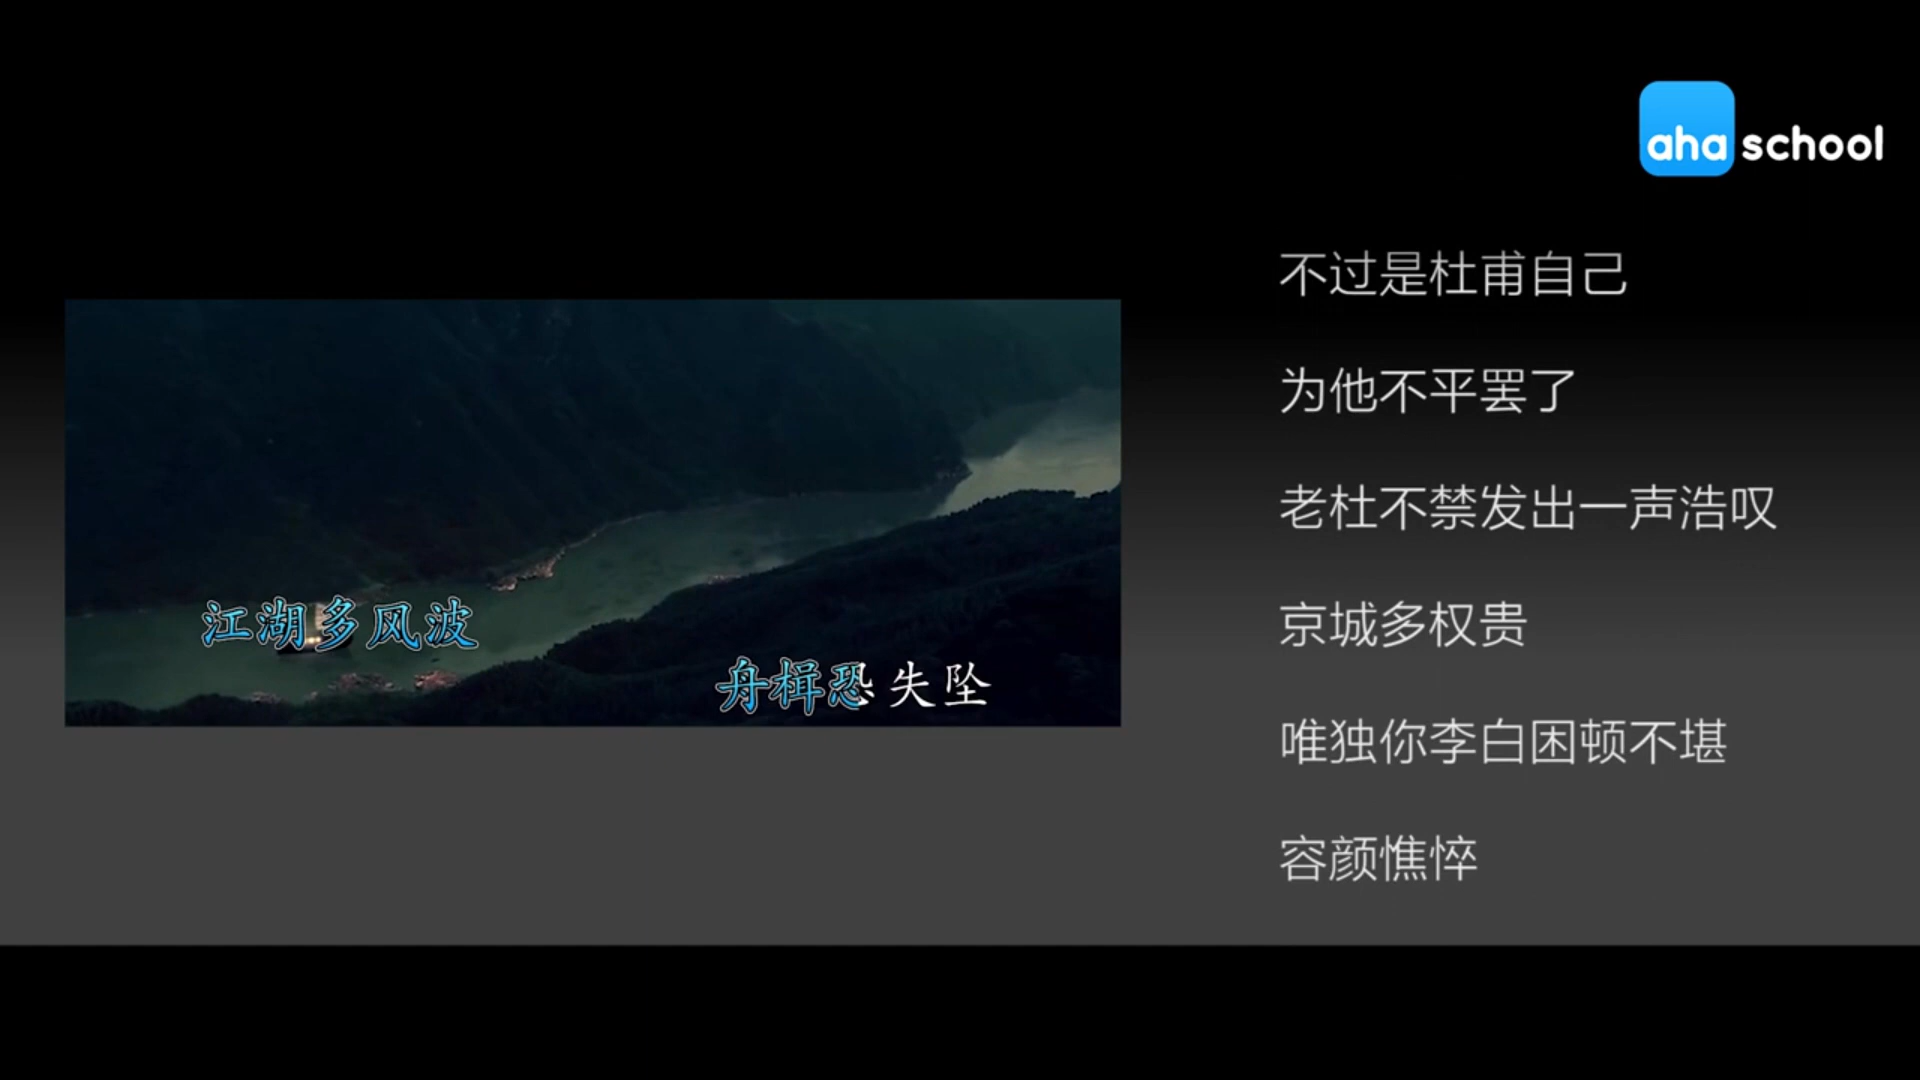 aha school
不过是杜甫自己
为他不平罢了
老杜不禁发出一声浩叹
京城多权贵
唯独你李白困顿不堪
容颜憔悴
江湖多风波
舟楫恐失坠